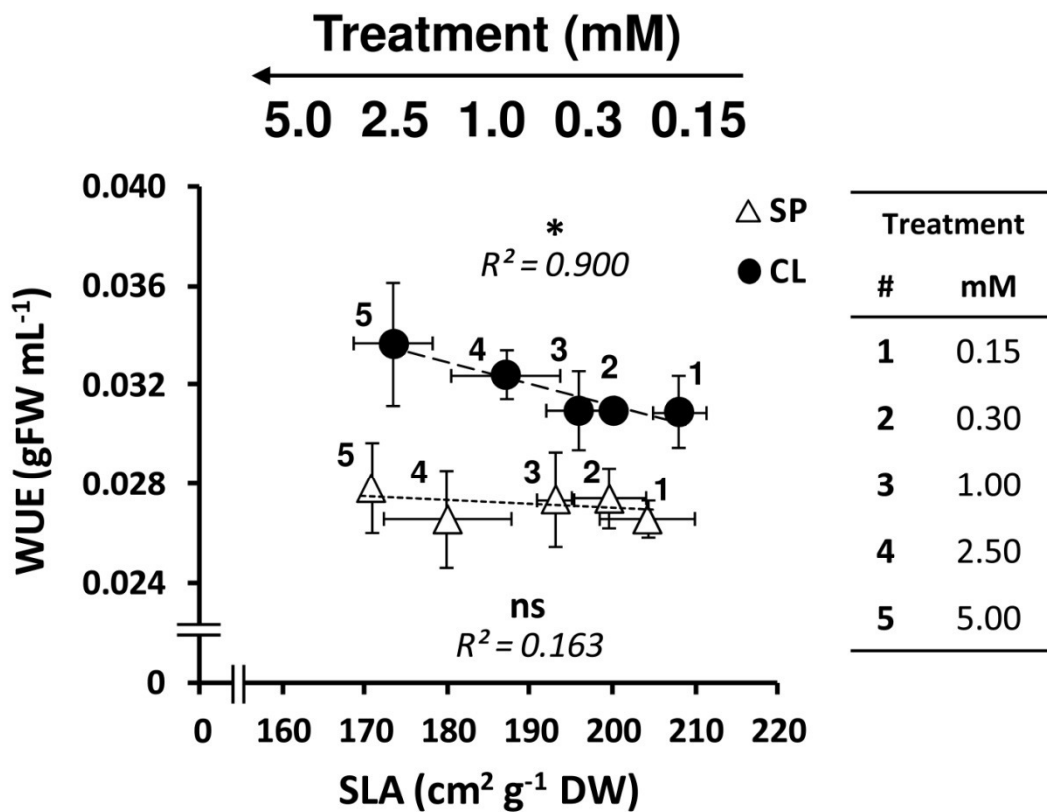 Treatment (mM)
5.0 2.5 1.0 0.3 0.15
0.040
0.036
0.032
0.028
0.024
0
WUE (gFW mL⁻¹)
*
R² = 0.900
△ SP
● CL
5
4
3
2
1
5
4
3
2
1
ns
R² = 0.163
0 160 170 180 190 200 210 220
SLA (cm² g⁻¹ DW)
Treatment
# mM
1 0.15
2 0.30
3 1.00
4 2.50
5 5.00